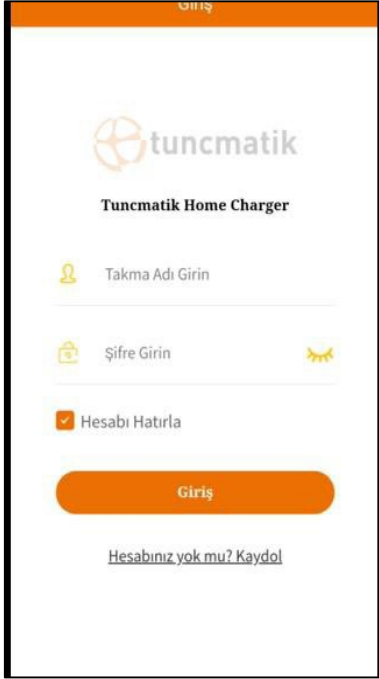 Giriş
tuncmatik
Tuncmatik Home Charger
Takma Adı Girin
Şifre Girin
Hesabı Hatırla
Giriş
Hesabınız yok mu? Kaydol